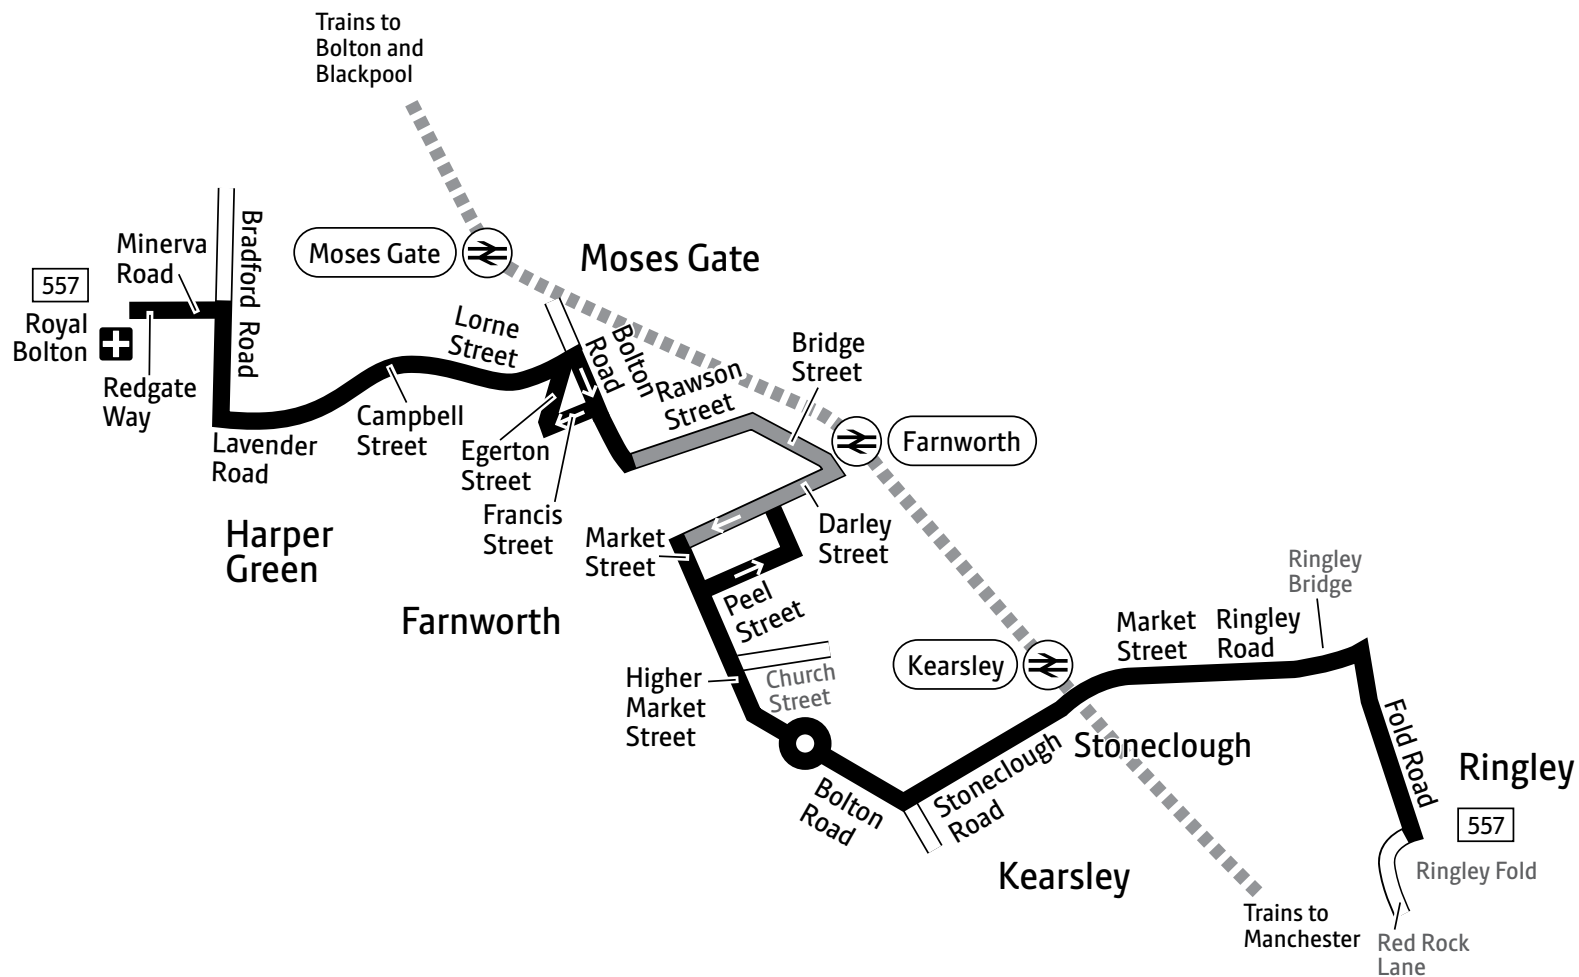 Trains to
Bolton and
Blackpool
Minerva
Road
Bradford Road
Moses Gate
Moses Gate
557
Royal
Bolton
Redgate
Way
Lorne
Street
Bolton
Road
Rawson
Street
Bridge
Street
Campbell
Street
Lavender
Road
Egerton
Street
Farnworth
Francis
Street
Harper
Green
Market
Street
Darley
Street
Farnworth
Peel
Street
Ringley
Bridge
Market
Street
Ringley
Road
Kearsley
Higher
Market
Street
Church
Street
Stoneclough
Stoneclough
Road
Bolton
Road
Fold Road
Ringley
557
Kearsley
Ringley Fold
Trains to
Manchester
Red Rock
Lane